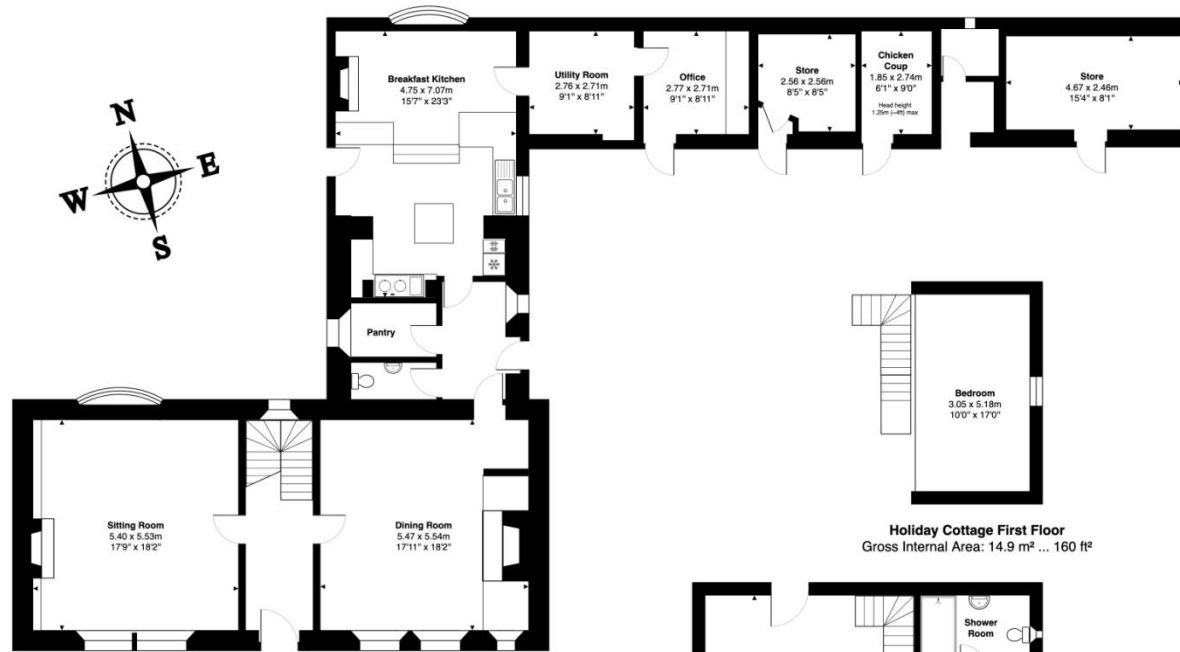 Breakfast Kitchen
4.75 x 7.07m
15'7" x 23'3"
Utility Room
2.76 x 2.71m
9'1" x 8'11"
Office
2.77 x 2.71m
9'1" x 8'11"
Store
2.56 x 2.56m
8'5" x 8'5"
Chicken
Coup
1.85 x 2.74m
6'1" x 9'0"
Head height
1.25m (~4ft) max
Store
4.67 x 2.46m
15'4" x 8'1"
N
E
W
S
Pantry
Bedroom
3.05 x 5.18m
10'0" x 17'0"
Sitting Room
5.40 x 5.53m
17'9" x 18'2"
Dining Room
5.47 x 5.54m
17'11" x 18'2"
Holiday Cottage First Floor
Gross Internal Area: 14.9 m² ... 160 ft²
Shower
Room